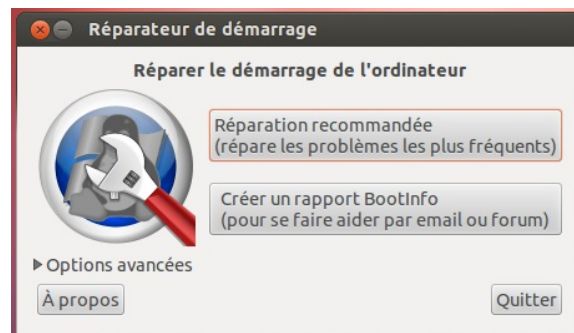 Réparateur de démarrage
Réparer le démarrage de l'ordinateur
Réparation recommandée
(répare les problèmes les plus fréquents)
Créer un rapport BootInfo
(pour se faire aider par email ou forum)
Options avancées
À propos
Quitter